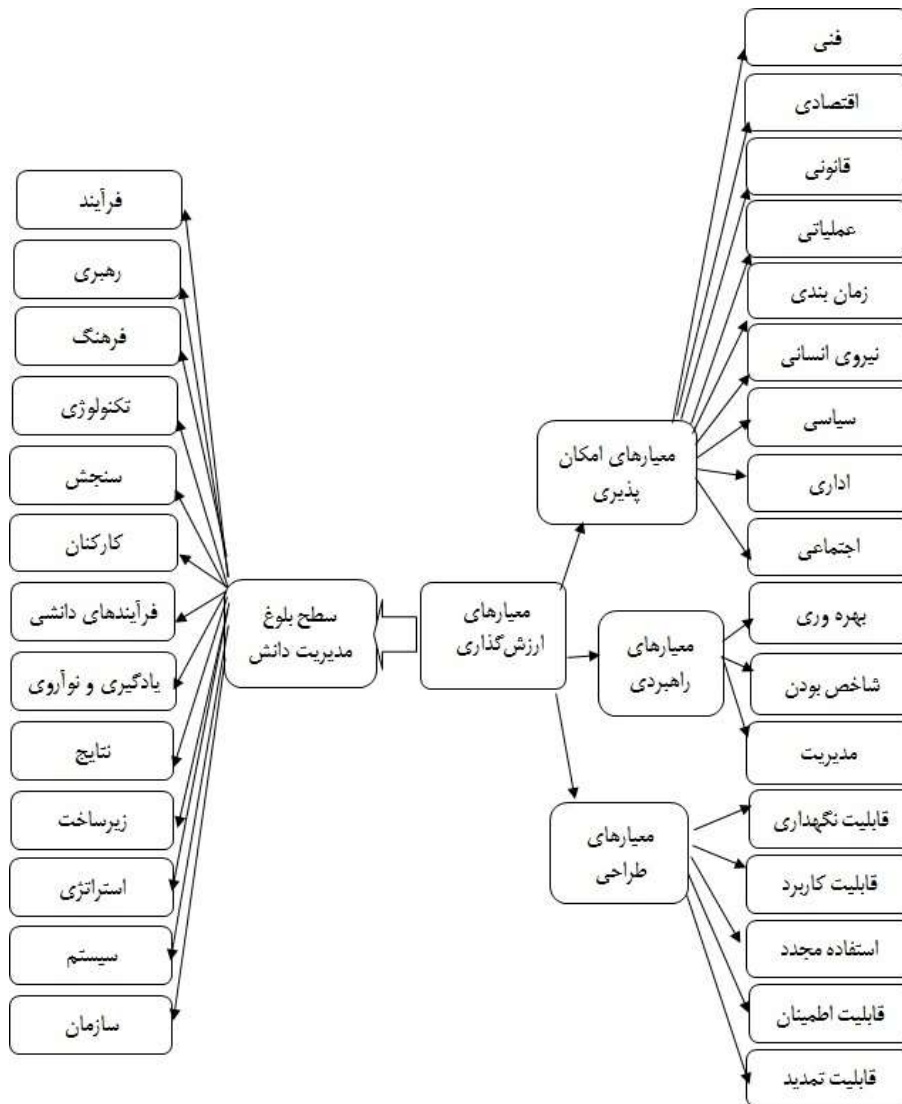 فنی
اقتصادی
قانونی
عملیاتی
زمان بندی
نیروی انسانی
سیاسی
اداری
اجتماعی
بهره وری
شاخص بودن
مدیریت
قابلیت نگهداری
قابلیت کاربرد
استفاده مجدد
قابلیت اطمینان
قابلیت تمدید
معیارهای امکان
پذیری
معیارهای
راهبردی
معیارهای
طراحی
معیارهای
ارزش‌گذاری
سطح بلوغ
مدیریت دانش
فرآیند
رهبری
فرهنگ
تکنولوژی
سنجش
کارکنان
فرآیندهای دانشی
یادگیری و نوآروی
نتایج
زیرساخت
استراتژی
سیستم
سازمان